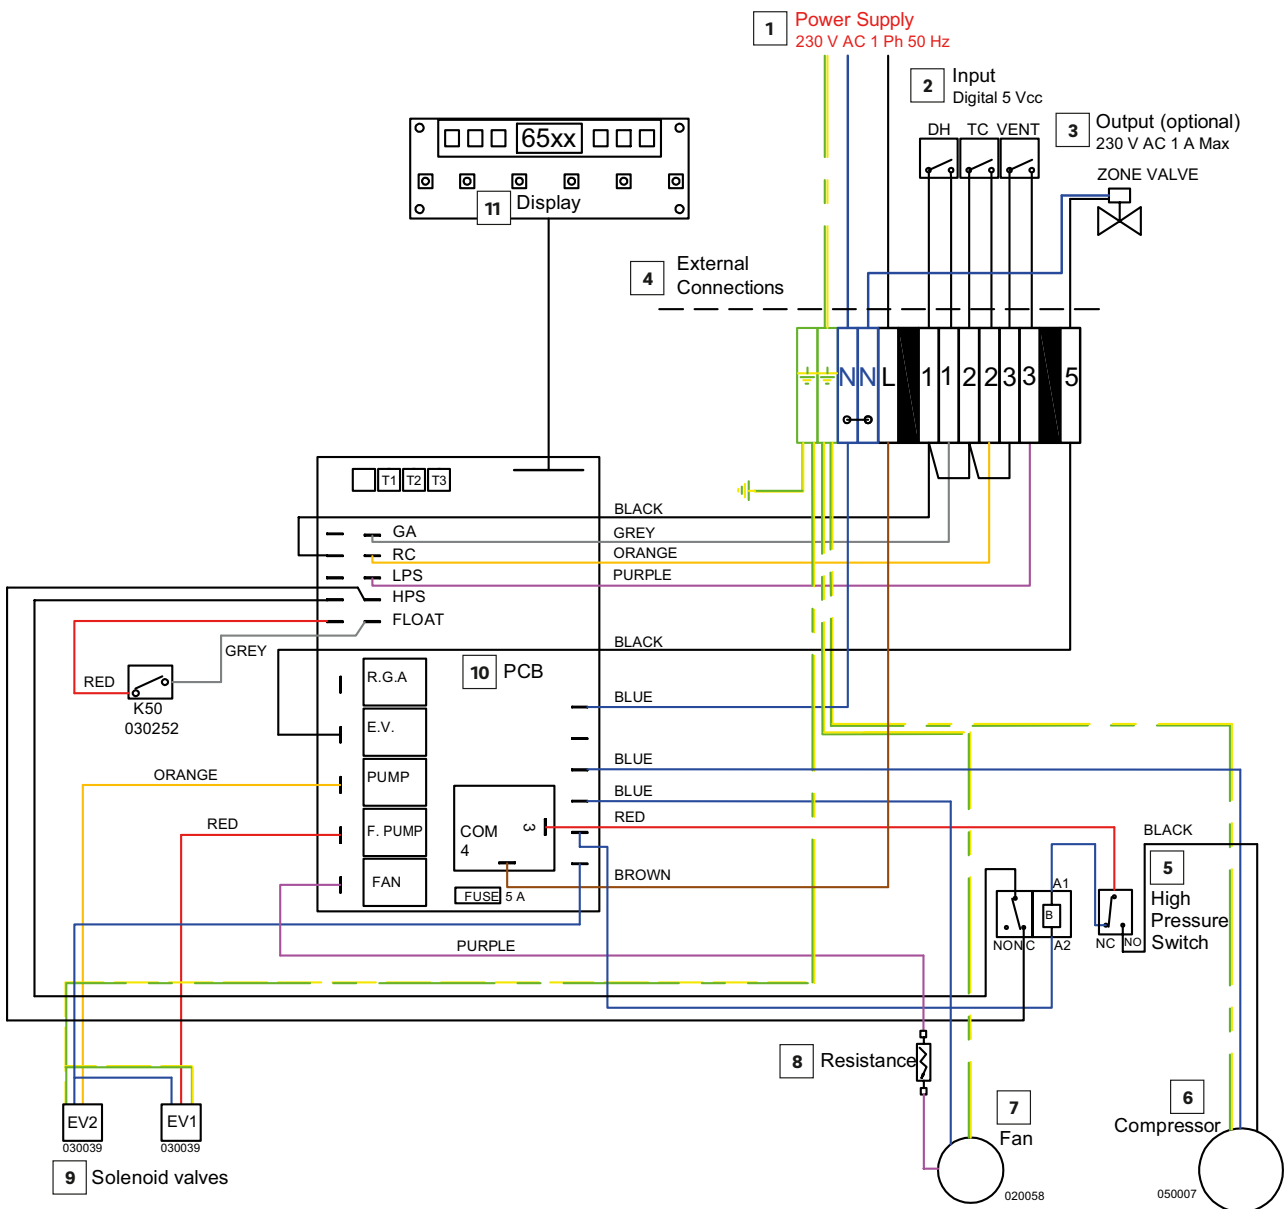 1 Power Supply
230 V AC 1 Ph 50 Hz
2 Input
Digital 5 Vcc
DH TC VENT
3 Output (optional)
230 V AC 1 A Max
ZONE VALVE
65xx
11 Display
4 External
Connections
N N L 1 1 2 2 3 3 5
T1 T2 T3
BLACK
GA
GREY
RC
ORANGE
LPS
PURPLE
HPS
FLOAT
BLACK
GREY
RED
K50
030252
10 PCB
R.G.A
BLUE
E.V.
BLUE
ORANGE
PUMP
BLUE
RED
RED
F. PUMP
COM
4
3
BLACK
BROWN
FAN
FUSE 5 A
5 High
Pressure
Switch
A1
B
NO NC
A2
NC NO
PURPLE
8 Resistance
7
Fan
020058
6
Compressor
050007
EV2
030039
EV1
030039
9 Solenoid valves